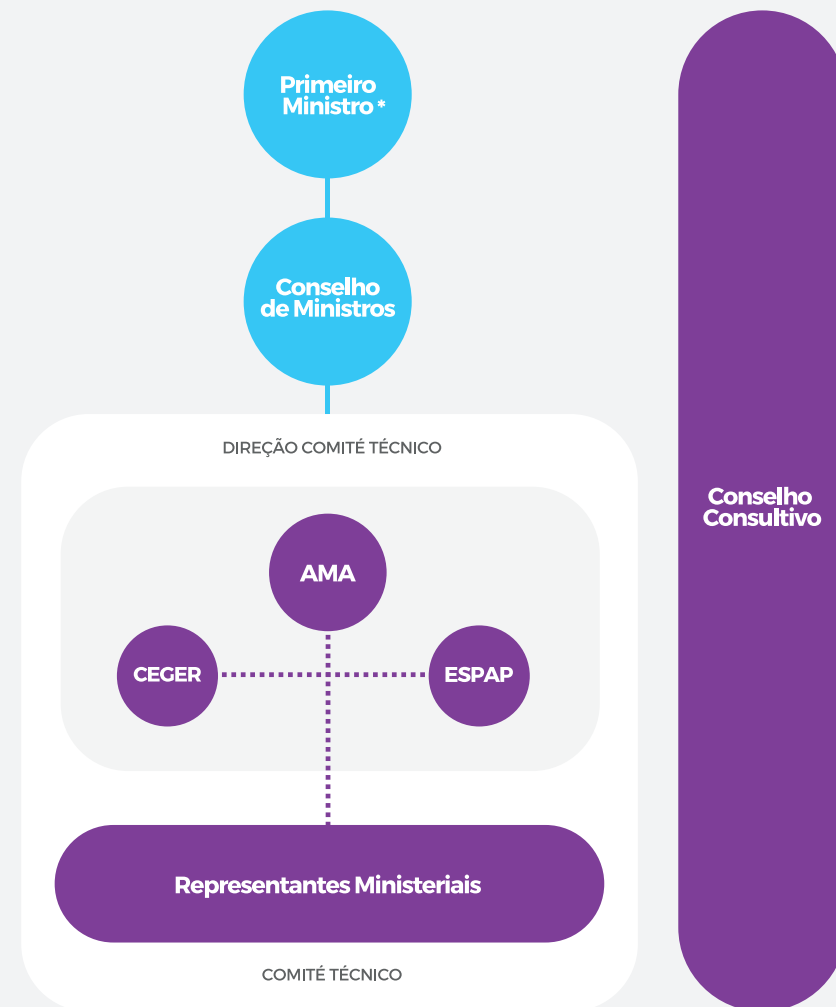 Primeiro
Ministro *
Conselho
de Ministros
DIREÇÃO COMITÉ TÉCNICO
AMA
CEGER
ESPAP
Representantes Ministeriais
COMITÉ TÉCNICO
Conselho
Consultivo